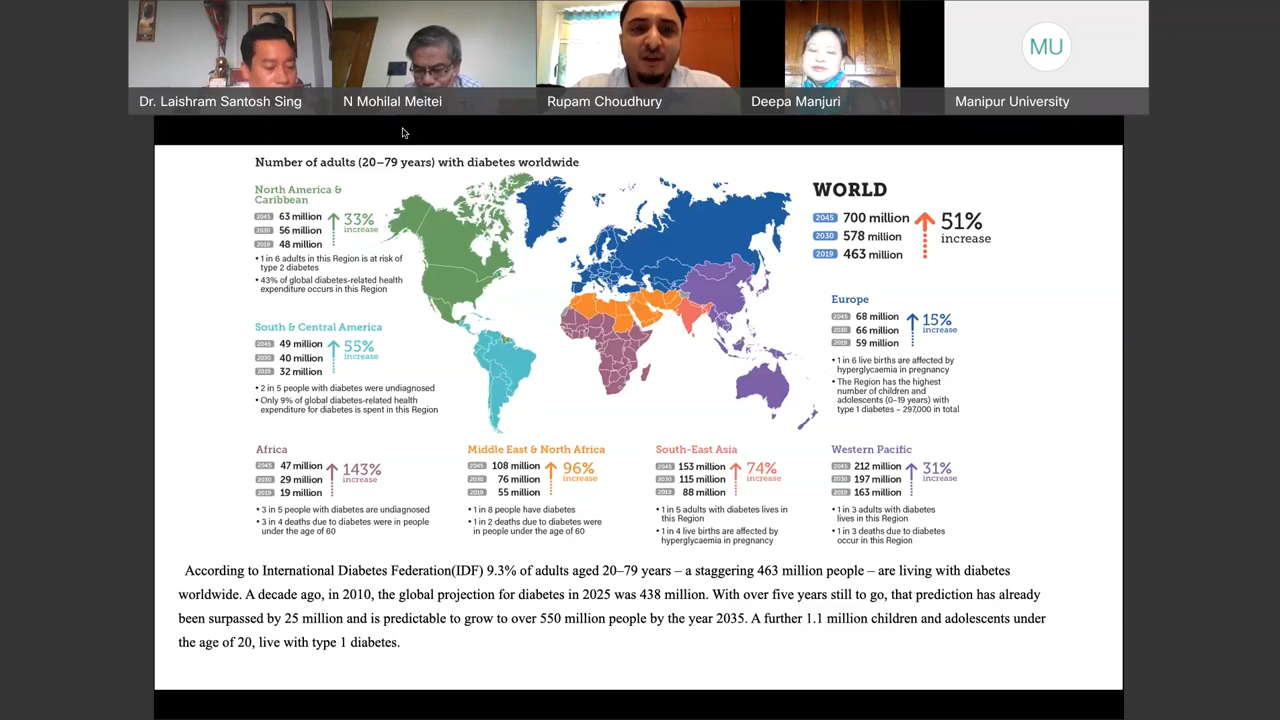 Dr. Laishram Santosh Sing
N Mohilal Meitei
Rupam Choudhury
Deepa Manjuri
MU
Manipur University
Number of adults (20–79 years) with diabetes worldwide
North America &
Caribbean
2045 63 million
2030 56 million
2019 48 million
33%
increase
• 1 in 6 adults in this Region is at risk of
type 2 diabetes
• 43% of global diabetes-related health
expenditure occurs in this Region
WORLD
2045 700 million
2030 578 million
2019 463 million
51%
increase
South & Central America
2045 49 million
2030 40 million
2019 32 million
55%
increase
• 2 in 5 people with diabetes were undiagnosed
• Only 9% of global diabetes-related health
expenditure for diabetes is spent in this Region
Europe
2045 68 million
2030 66 million
2019 59 million
15%
increase
• 1 in 6 live births are affected by
hyperglycaemia in pregnancy
• The Region has the highest
number of children and
adolescents (0–19 years) with
type 1 diabetes – 297,000 in total
Africa
2045 47 million
2030 29 million
2019 19 million
143%
increase
• 3 in 5 people with diabetes are undiagnosed
• 3 in 4 deaths due to diabetes were in people
under the age of 60
Middle East & North Africa
2045 108 million
2030 76 million
2019 55 million
96%
increase
• 1 in 8 people have diabetes
• 1 in 2 deaths due to diabetes were
in people under the age of 60
South-East Asia
2045 153 million
2030 115 million
2019 88 million
74%
increase
• 1 in 5 adults with diabetes lives in
this Region
• 1 in 4 live births are affected by
hyperglycaemia in pregnancy
Western Pacific
2045 212 million
2030 197 million
2019 163 million
31%
increase
• 1 in 3 adults with diabetes
lives in this Region
• 1 in 3 deaths due to diabetes
occur in this Region
According to International Diabetes Federation(IDF) 9.3% of adults aged 20–79 years – a staggering 463 million people – are living with diabetes
worldwide. A decade ago, in 2010, the global projection for diabetes in 2025 was 438 million. With over five years still to go, that prediction has already
been surpassed by 25 million and is predictable to grow to over 550 million people by the year 2035. A further 1.1 million children and adolescents under
the age of 20, live with type 1 diabetes.